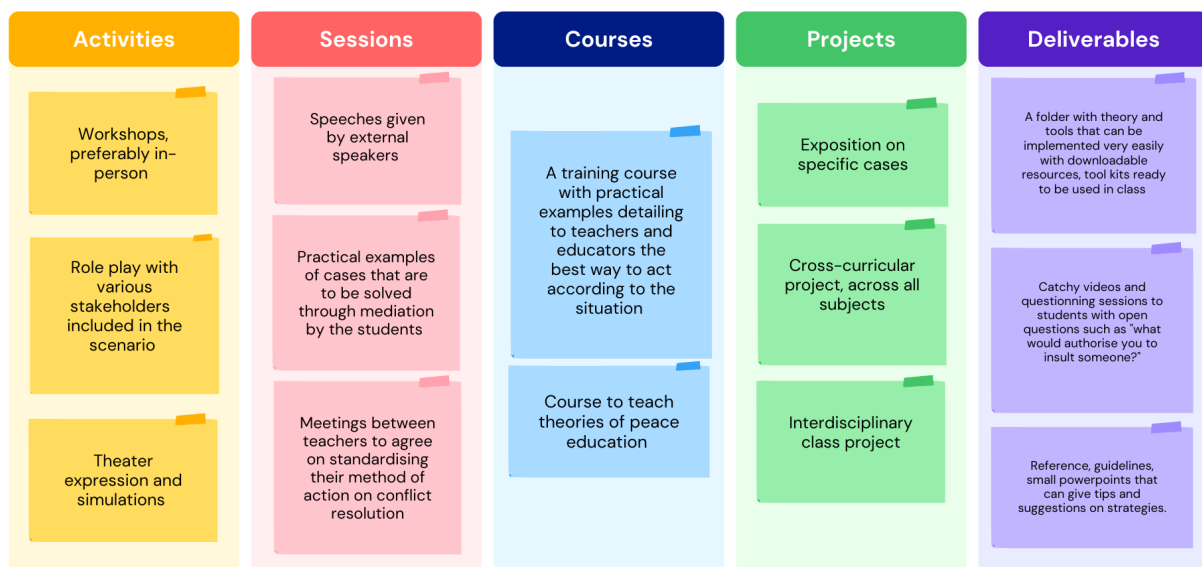 Activities
Workshops,
preferably in-
person
Role play with
various
stakeholders
included in the
scenario
Theater
expression and
simulations
Sessions
Speeches given
by external
speakers
Practical examples
of cases that are
to be solved
through mediation
by the students
Meetings between
teachers to agree
on standardising
their method of
action on conflict
resolution
Courses
A training course
with practical
examples detailing
to teachers and
educators the
best way to act
according to the
situation
Course to teach
theories of peace
education
Projects
Exposition on
specific cases
Cross-curricular
project, across all
subjects
Interdisciplinary
class project
Deliverables
A folder with theory and
tools that can be
implemented very easily
with downloadable
resources, tool kits ready
to be used in class
Catchy videos and
questionning sessions to
students with open
questions such as "what
would authorise you to
insult someone?"
Reference, guidelines,
small powerpoints that
can give tips and
suggestions on strategies.